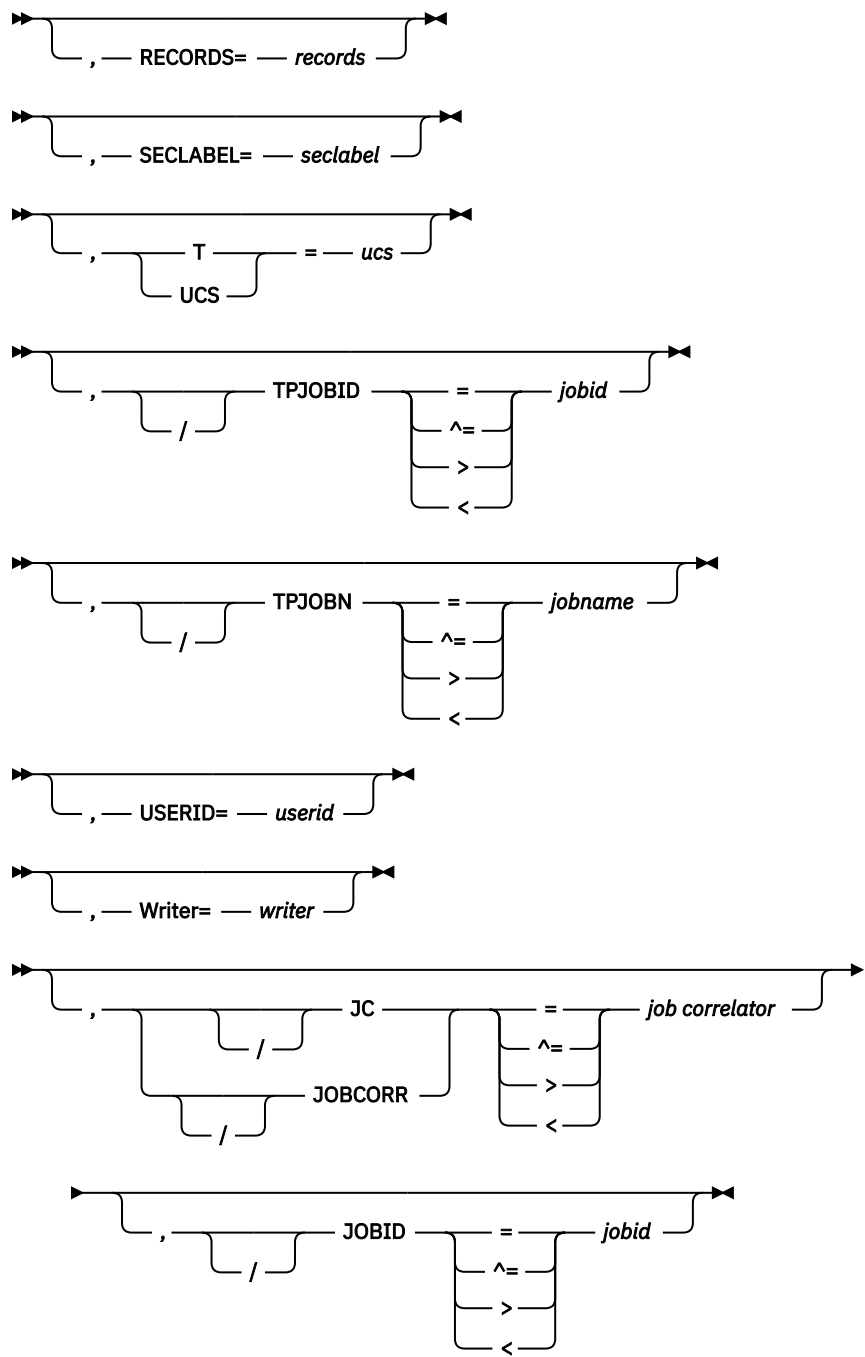 , RECORDS= records
, SECLABEL= seclabel
, T = ucs
UCS
, TPJOBID = jobid
/ ^=
>
<
, TPJOBN = jobname
/ ^=
>
<
, USERID= userid
, Writer= writer
, JC = job correlator
/ ^=
JOBCORR >
/ <
, JOBID = jobid
/ ^=
>
<